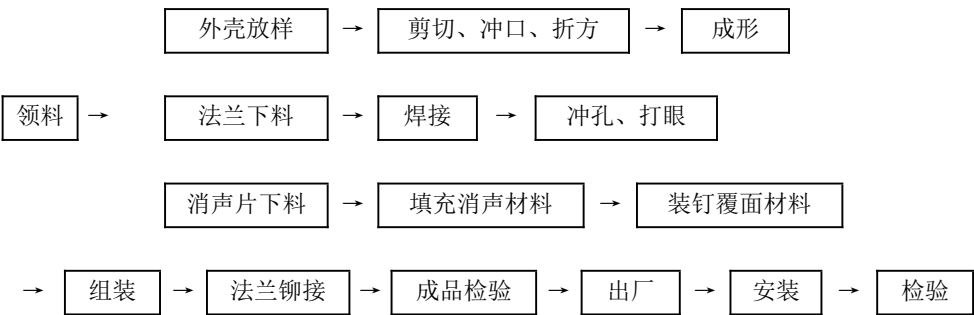 外壳放样 → 剪切、冲口、折方 → 成形
领料 → 法兰下料 → 焊接 → 冲孔、打眼
消声片下料 → 填充消声材料 → 装钉覆面材料
→ 组装 → 法兰铆接 → 成品检验 → 出厂 → 安装 → 检验